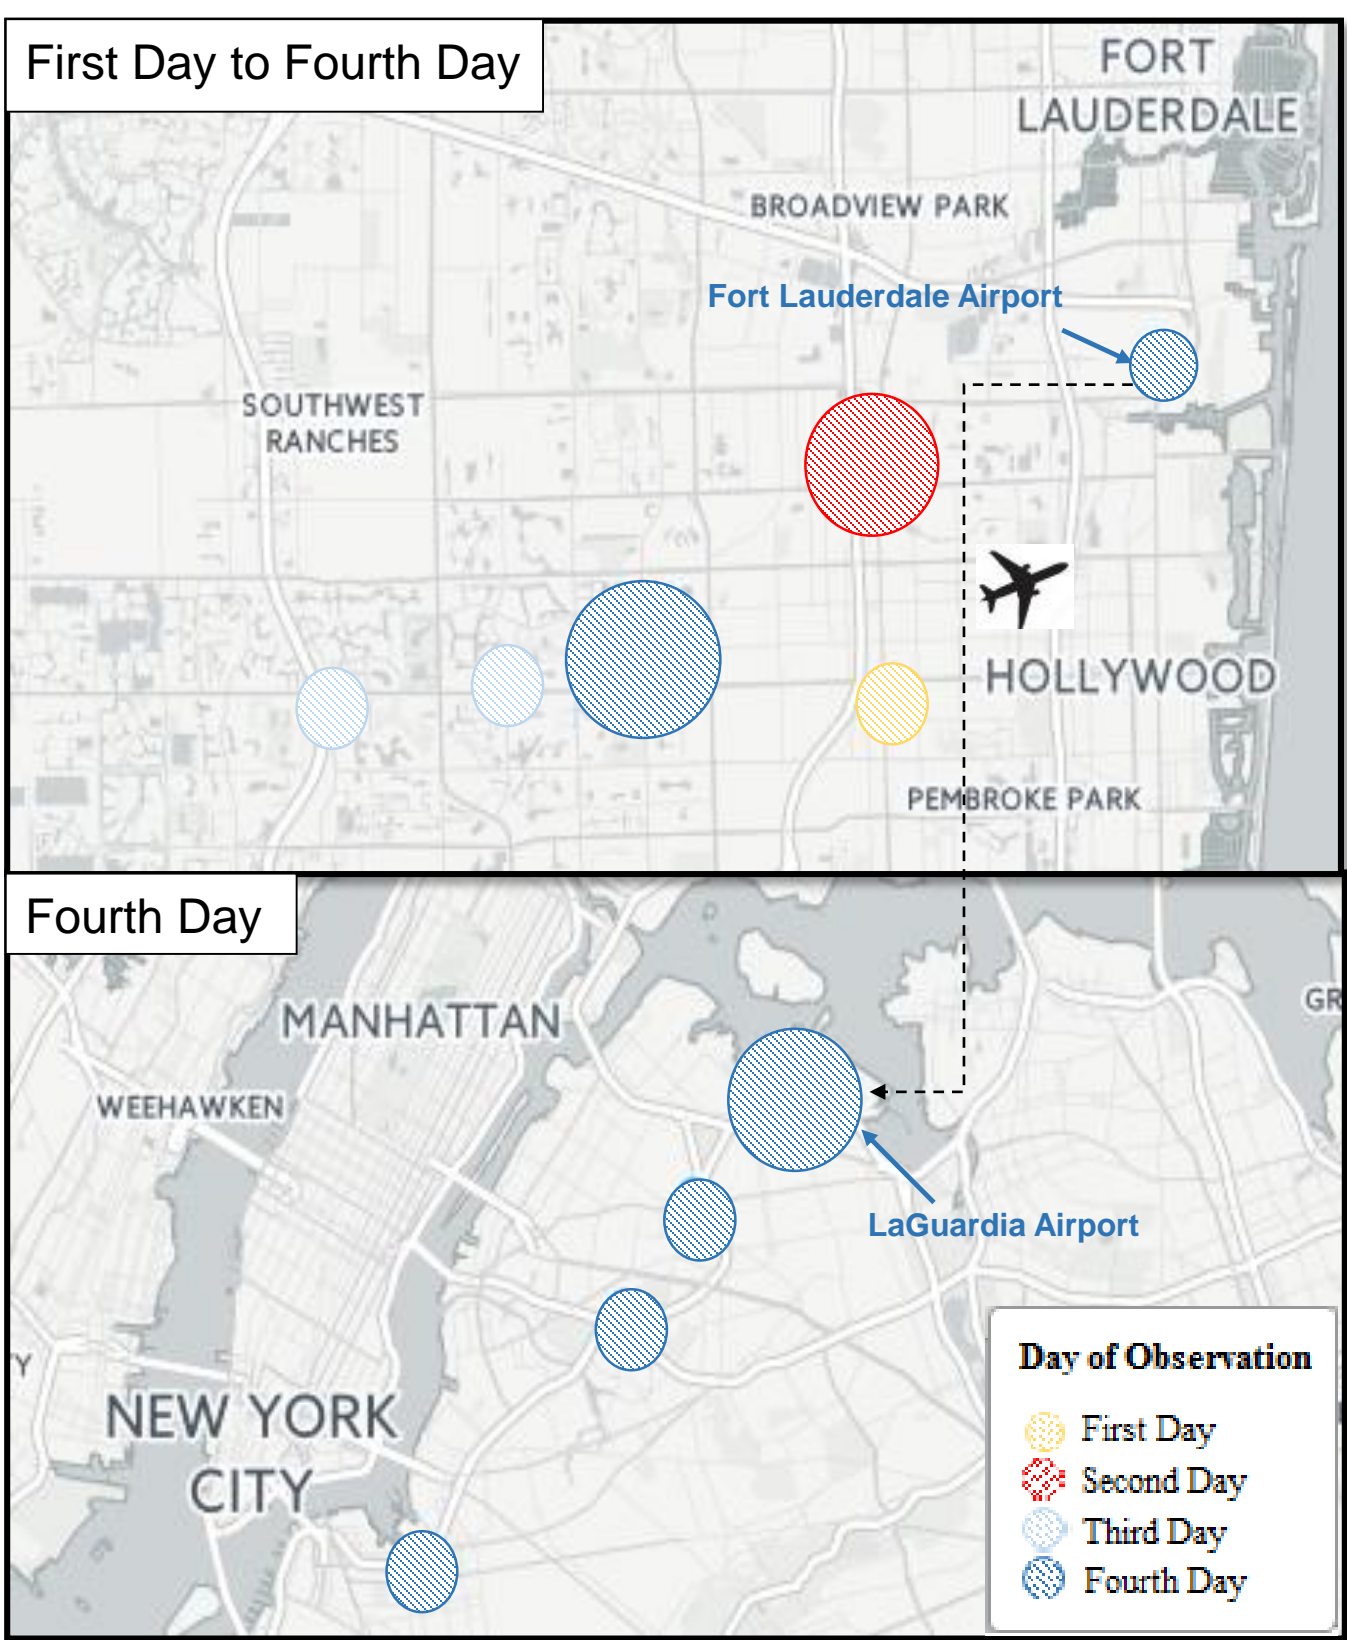 First Day to Fourth Day
FORT
LAUDERDALE
BROADVIEW PARK
Fort Lauderdale Airport
SOUTHWEST
RANCHES
HOLLYWOOD
PEMBROKE PARK
Fourth Day
MANHATTAN
GR
WEEHAWKEN
LaGuardia Airport
Y
NEW YORK
CITY
Day of Observation
First Day
Second Day
Third Day
Fourth Day